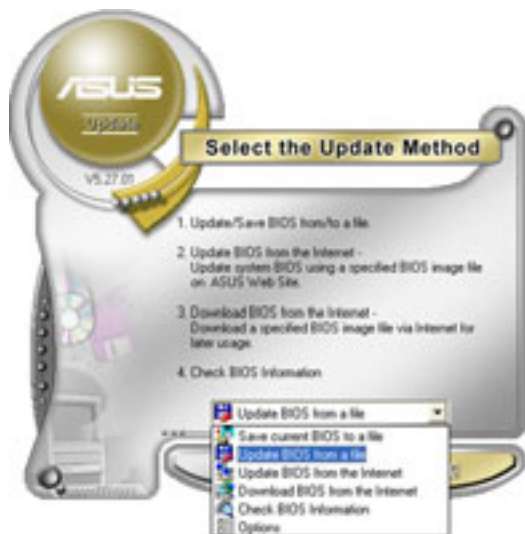 ASUS
Update
V5.27.01
Select the Update Method
1. Update/Save BIOS from/to a file.
2. Update BIOS from the Internet -
Update system BIOS using a specified BIOS image file
on ASUS Web Site.
3. Download BIOS from the Internet -
Download a specified BIOS image file via Internet for
later usage.
4. Check BIOS Information
Update BIOS from a file
Save current BIOS to a file
Update BIOS from a file
Update BIOS from the Internet
Download BIOS from the Internet
Check BIOS Information
Options